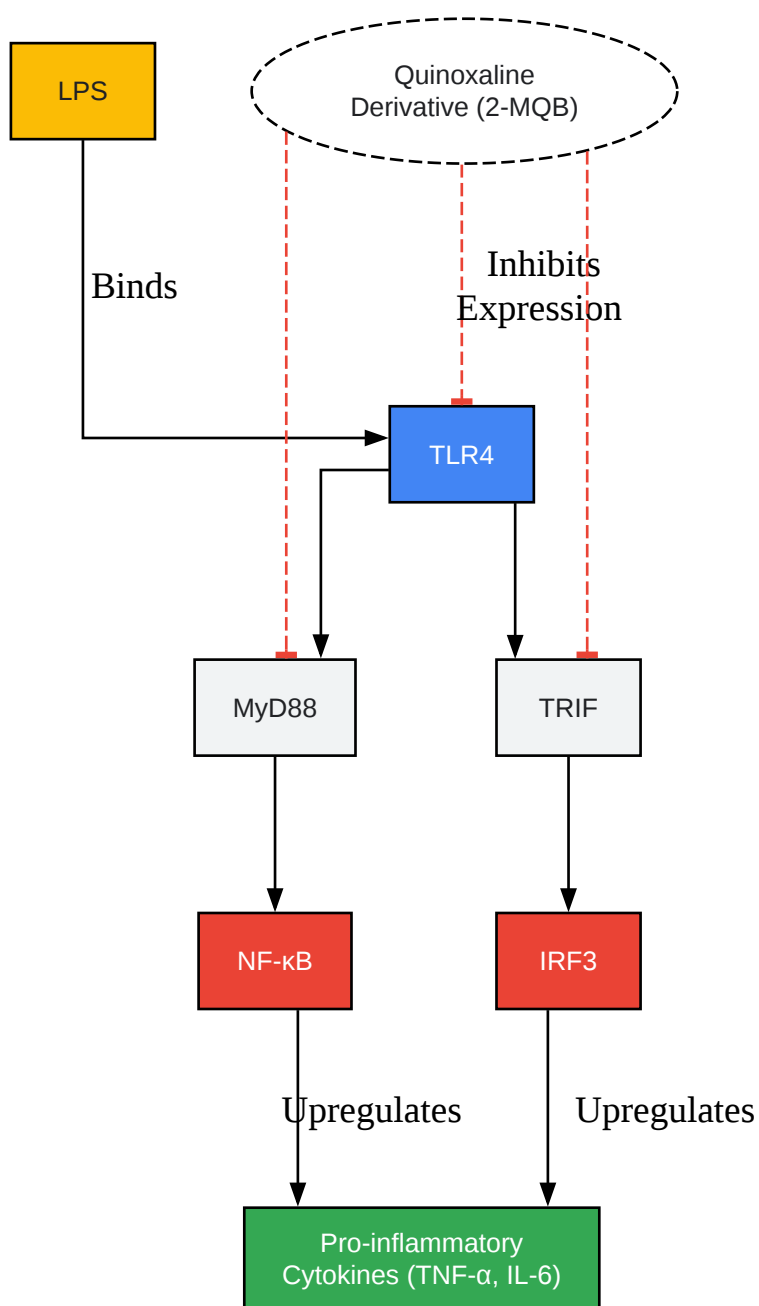 LPS
Quinoxaline
Derivative (2-MQB)
Binds
Inhibits
Expression
TLR4
MyD88
TRIF
NF-κB
IRF3
Upregulates
Upregulates
Pro-inflammatory
Cytokines (TNF-α, IL-6)